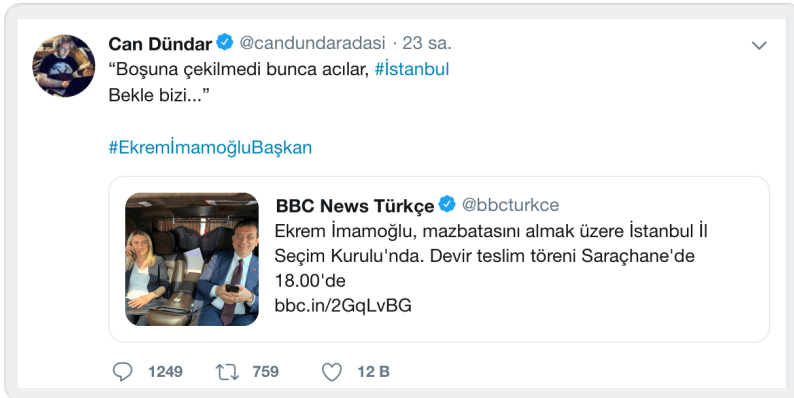 Can Dündar @candundaradasi · 23 sa.
“Boşuna çekilmedi bunca acılar, #İstanbul
Bekle bizi...”
#EkremİmamoğluBaşkan
BBC News Türkçe @bbcturkce
Ekrem İmamoğlu, mazbatasını almak üzere İstanbul İl
Seçim Kurulu'nda. Devir teslim töreni Saraçhane'de
18.00'de
bbc.in/2GqLvBG
1249 759 12 B